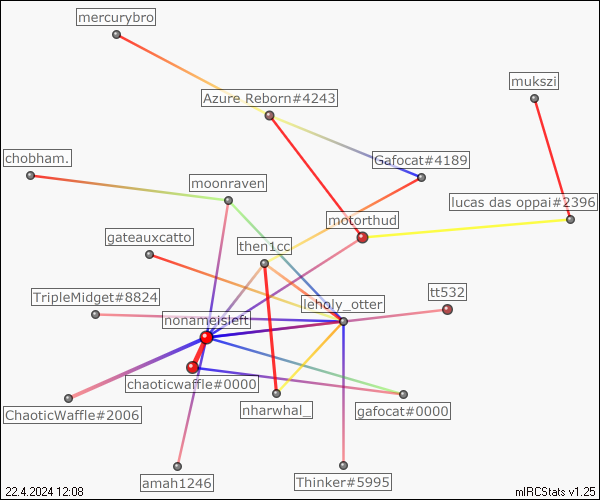 mercurybro
mukszi
Azure Reborn#4243
chobham.
Gafocat#4189
moonraven
lucas das oppai#2396
motorthud
gateauxcatto
then1cc
tt532
TripleMidget#8824
leholy_otter
nonameisleft
chaoticwaffle#0000
ChaoticWaffle#2006
nharwhal_
gafocat#0000
amah1246
Thinker#5995
22.4.2024 12:08
mIRCStats v1.25